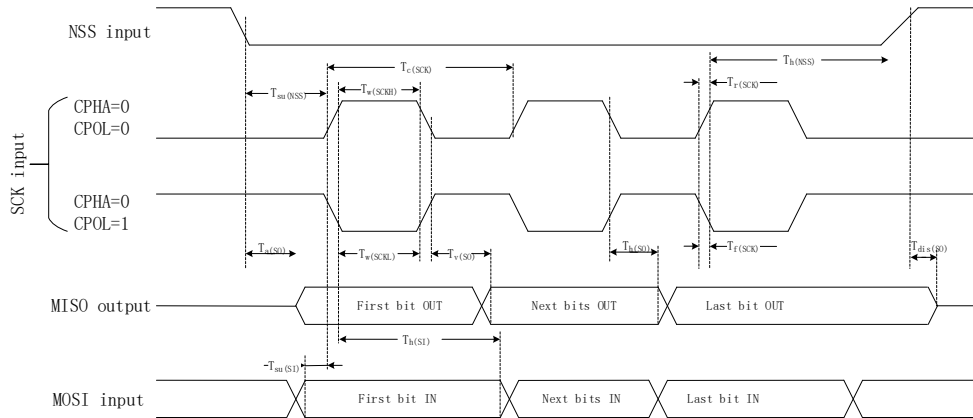 NSS input
Th(NSS)
Tc(SCK)
Tsu(NSS)
Tw(SCKH)
Tr(SCK)
CPHA=0
CPOL=0
SCK input
CPHA=0
CPOL=1
Ta(SO)
Tw(SCKL)
Tv(SO)
Th(SO)
Tf(SCK)
Tdis(SO)
MISO output
First bit OUT
Next bits OUT
Last bit OUT
Th(SI)
Tsu(SI)
MOSI input
First bit IN
Next bits IN
Last bit IN